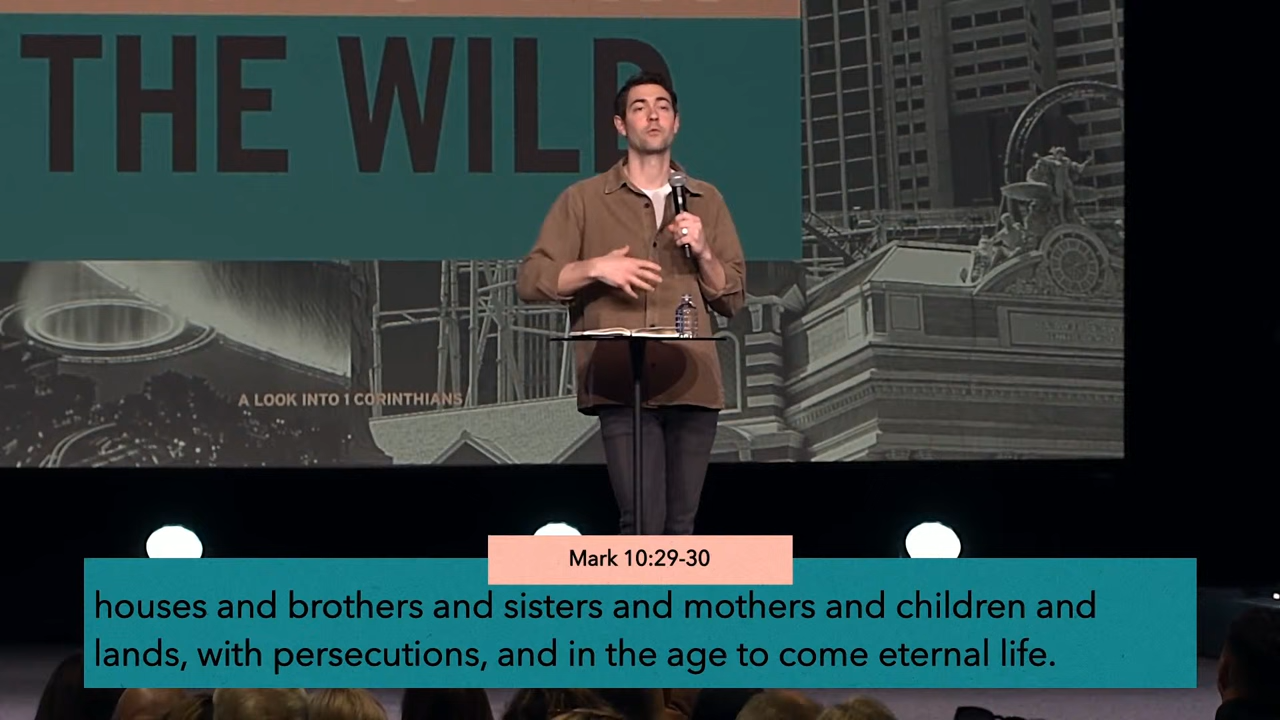 THE WILD
A LOOK INTO 1 CORINTHIANS
Mark 10:29-30
houses and brothers and sisters and mothers and children and
lands, with persecutions, and in the age to come eternal life.